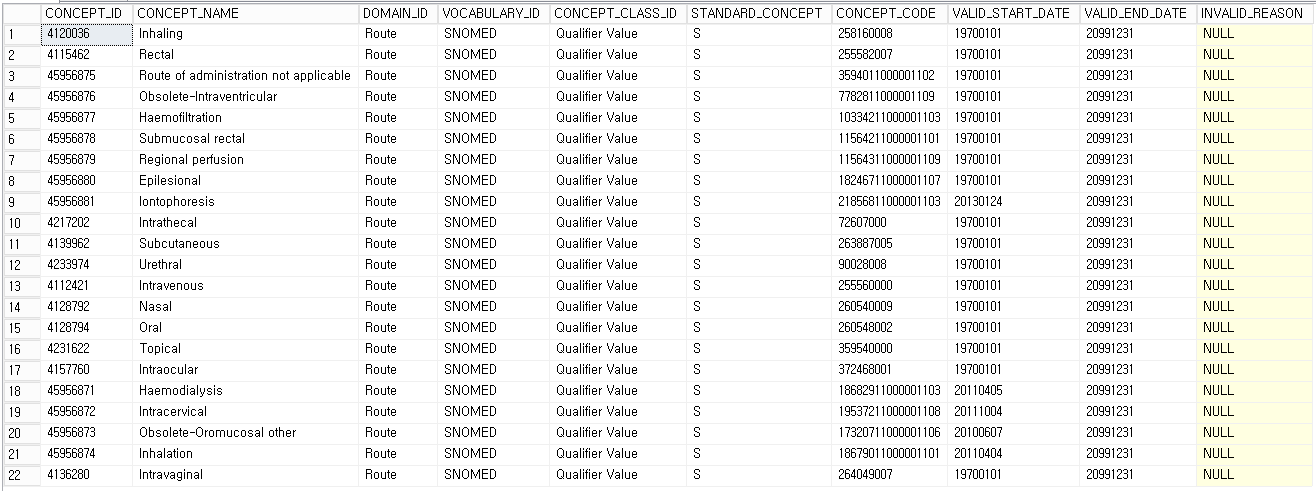 CONCEPT_ID CONCEPT_NAME DOMAIN_ID VOCABULARY_ID CONCEPT_CLASS_ID STANDARD_CONCEPT CONCEPT_CODE VALID_START_DATE VALID_END_DATE INVALID_REASON
1 4120036 Inhaling Route SNOMED Qualifier Value S 258160008 19700101 20991231 NULL
2 4115462 Rectal Route SNOMED Qualifier Value S 255582007 19700101 20991231 NULL
3 45956875 Route of administration not applicable Route SNOMED Qualifier Value S 3594011000001102 19700101 20991231 NULL
4 45956876 Obsolete-Intraventricular Route SNOMED Qualifier Value S 7782811000001109 19700101 20991231 NULL
5 45956877 Haemofiltration Route SNOMED Qualifier Value S 10334211000001103 19700101 20991231 NULL
6 45956878 Submucosal rectal Route SNOMED Qualifier Value S 11564211000001101 19700101 20991231 NULL
7 45956879 Regional perfusion Route SNOMED Qualifier Value S 11564311000001109 19700101 20991231 NULL
8 45956880 Epilesional Route SNOMED Qualifier Value S 18246711000001107 19700101 20991231 NULL
9 45956881 Iontophoresis Route SNOMED Qualifier Value S 21856811000001103 20130124 20991231 NULL
10 4217202 Intrathecal Route SNOMED Qualifier Value S 72607000 19700101 20991231 NULL
11 4139962 Subcutaneous Route SNOMED Qualifier Value S 263887005 19700101 20991231 NULL
12 4233974 Urethral Route SNOMED Qualifier Value S 90028008 19700101 20991231 NULL
13 4112421 Intravenous Route SNOMED Qualifier Value S 255560000 19700101 20991231 NULL
14 4128792 Nasal Route SNOMED Qualifier Value S 260540009 19700101 20991231 NULL
15 4128794 Oral Route SNOMED Qualifier Value S 260548002 19700101 20991231 NULL
16 4231622 Topical Route SNOMED Qualifier Value S 359540000 19700101 20991231 NULL
17 4157760 Intraocular Route SNOMED Qualifier Value S 372468001 19700101 20991231 NULL
18 45956871 Haemodialysis Route SNOMED Qualifier Value S 18682911000001103 20110405 20991231 NULL
19 45956872 Intracervical Route SNOMED Qualifier Value S 19537211000001108 20111004 20991231 NULL
20 45956873 Obsolete-Oromucosal other Route SNOMED Qualifier Value S 17320711000001106 20100607 20991231 NULL
21 45956874 Inhalation Route SNOMED Qualifier Value S 18679011000001101 20110404 20991231 NULL
22 4136280 Intravaginal Route SNOMED Qualifier Value S 264049007 19700101 20991231 NULL